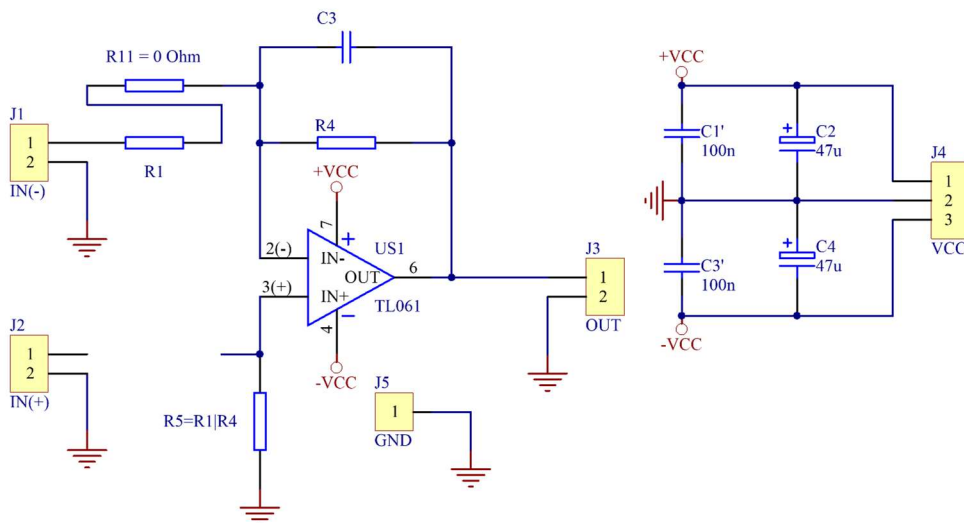 C3
R11 = 0 Ohm
R4
J1
1
2
IN(-)
R1
+VCC
7
2(-)
IN-
US1
OUT
6
3(+)
IN+
TL061
4
-VCC
J3
1
2
OUT
J2
1
2
IN(+)
R5=R1|R4
J5
1
GND
+VCC
C1'
100n
C2
47u
J4
1
2
3
VCC
C3'
100n
C4
47u
-VCC